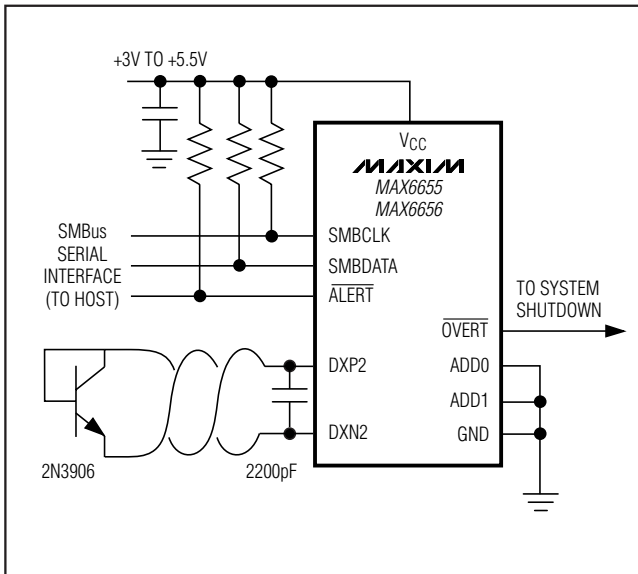 +3V TO +5.5V
VCC
MAXIM
MAX6655
MAX6656
SMBus
SERIAL
INTERFACE
(TO HOST)
SMBCLK
SMBDATA
ALERT
TO SYSTEM
SHUTDOWN
OVERT
DXP2
ADD0
ADD1
DXN2
GND
2N3906
2200pF